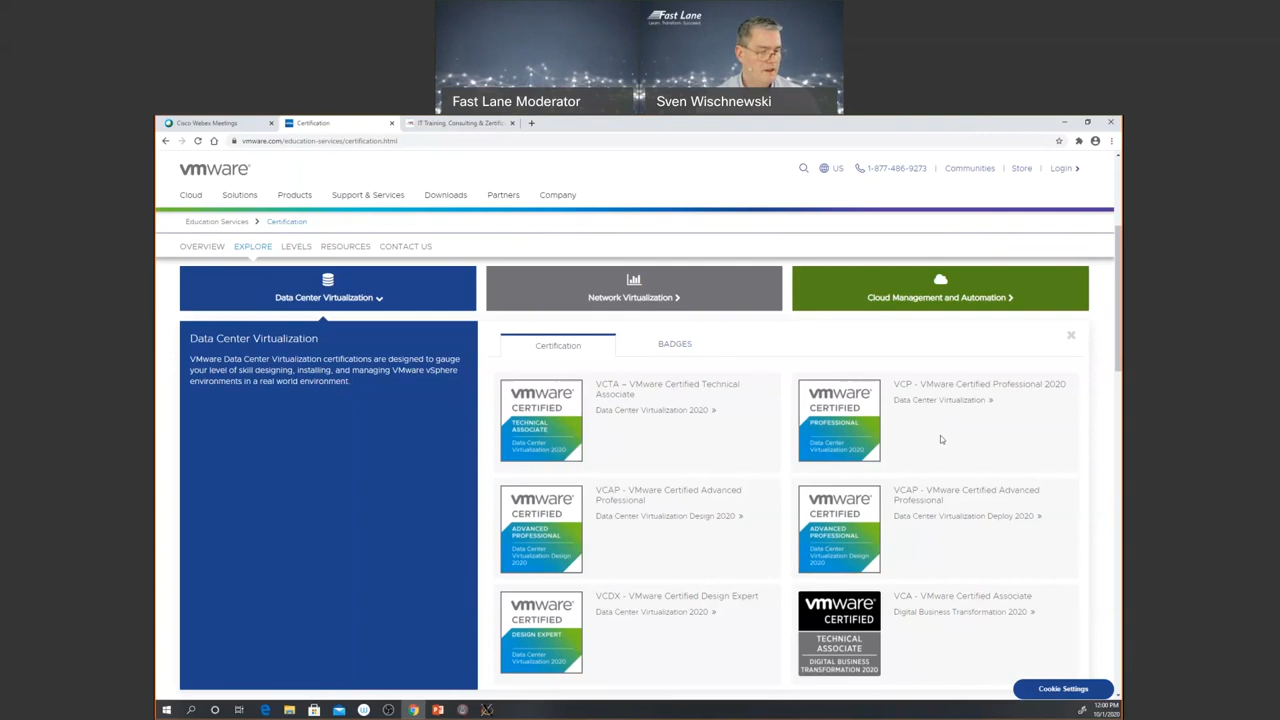 Fast Lane
Fast Lane Moderator
Sven Wischnewski
Cisco Webex Meetings
Certification
IT Training, Consulting & Zertific
vmware.com/education-services/certification.html
vmware
US
1-877-486-9273
Communities
Store
Login
Cloud
Solutions
Products
Support & Services
Downloads
Partners
Company
Education Services
Certification
OVERVIEW
EXPLORE
LEVELS
RESOURCES
CONTACT US
Data Center Virtualization
Network Virtualization
Cloud Management and Automation
Data Center Virtualization
VMware Data Center Virtualization certifications are designed to gauge
your level of skill designing, installing, and managing VMware vSphere
environments in a real world environment.
Certification
BADGES
vmware
CERTIFIED
TECHNICAL
ASSOCIATE
Data Center
Virtualization 2020
VCTA – VMware Certified Technical
Associate
Data Center Virtualization 2020 »
vmware
CERTIFIED
PROFESSIONAL
Data Center
Virtualization 2020
VCP - VMware Certified Professional 2020
Data Center Virtualization »
vmware
CERTIFIED
ADVANCED
PROFESSIONAL
Data Center
Virtualization Design
2020
VCAP - VMware Certified Advanced
Professional
Data Center Virtualization Design 2020 »
vmware
CERTIFIED
ADVANCED
PROFESSIONAL
Data Center
Virtualization Design
2020
VCAP - VMware Certified Advanced
Professional
Data Center Virtualization Deploy 2020 »
vmware
CERTIFIED
DESIGN EXPERT
Data Center
Virtualization 2020
VCDX - VMware Certified Design Expert
Data Center Virtualization 2020 »
vmware
CERTIFIED
TECHNICAL
ASSOCIATE
DIGITAL BUSINESS
TRANSFORMATION 2020
VCA - VMware Certified Associate
Digital Business Transformation 2020 »
Cookie Settings
12:00 PM
10/1/2020